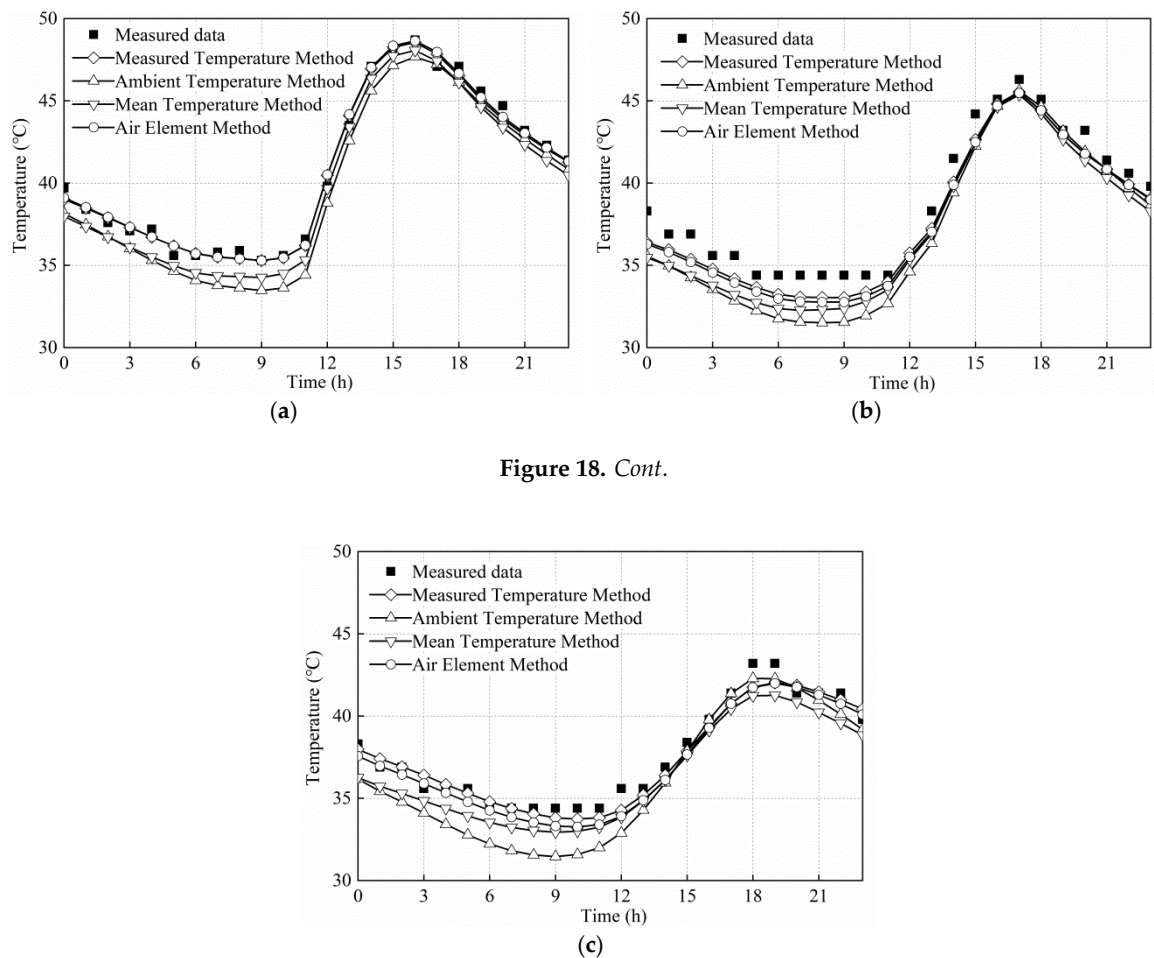 50
45
40
35
30
Temperature (°C)
Measured data
Measured Temperature Method
Ambient Temperature Method
Mean Temperature Method
Air Element Method
0 3 6 9 12 15 18 21
Time (h)
(a)
50
45
40
35
30
Temperature (°C)
Measured data
Measured Temperature Method
Ambient Temperature Method
Mean Temperature Method
Air Element Method
0 3 6 9 12 15 18 21
Time (h)
(b)
Figure 18. Cont.
50
45
40
35
30
Temperature (°C)
Measured data
Measured Temperature Method
Ambient Temperature Method
Mean Temperature Method
Air Element Method
0 3 6 9 12 15 18 21
Time (h)
(c)